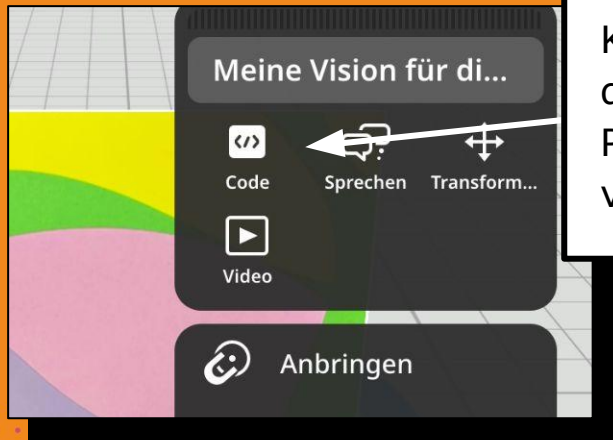 Meine Vision für di...
Code
Sprechen
Transform...
Video
Anbringen